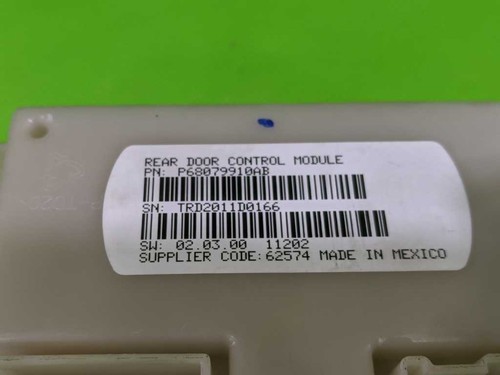 REAR DOOR CONTROL MODULE
PN: P68079910AB
SN: TRD2011D0166
SW: 02.03.00 11202
SUPPLIER CODE:62574 MADE IN MEXICO